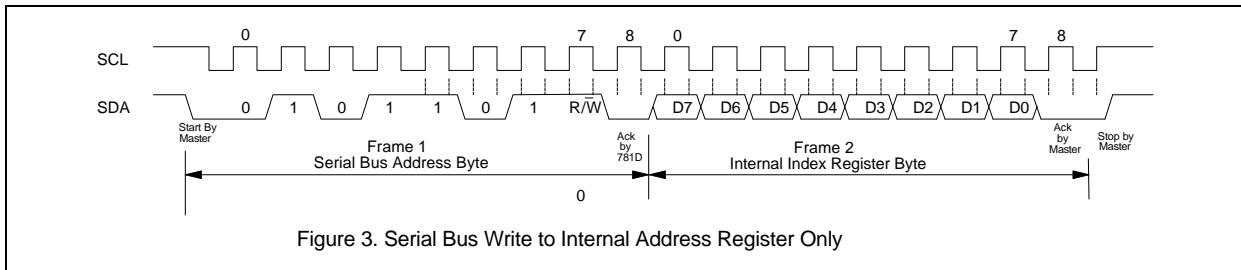 0 7 8 0 7 8
SCL
SDA 0 1 0 1 1 0 1 R/W D7 D6 D5 D4 D3 D2 D1 D0
Start By
Master
Frame 1
Serial Bus Address Byte
Ack
by
781D
Frame 2
Internal Index Register Byte
Ack
by
Master
Stop by
Master
0
Figure 3. Serial Bus Write to Internal Address Register Only